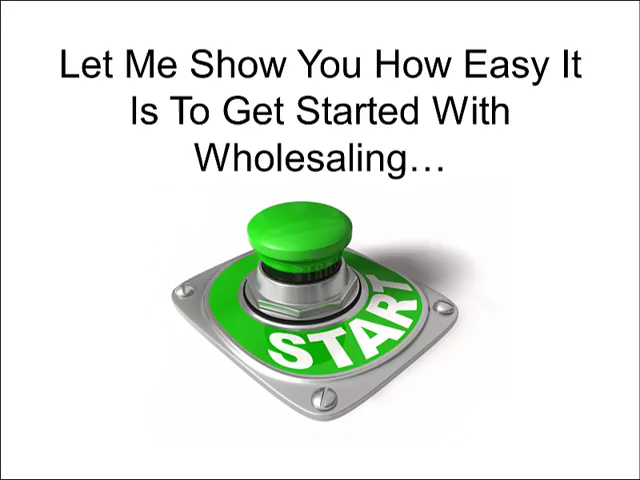 Let Me Show You How Easy It
Is To Get Started With
Wholesaling…
START